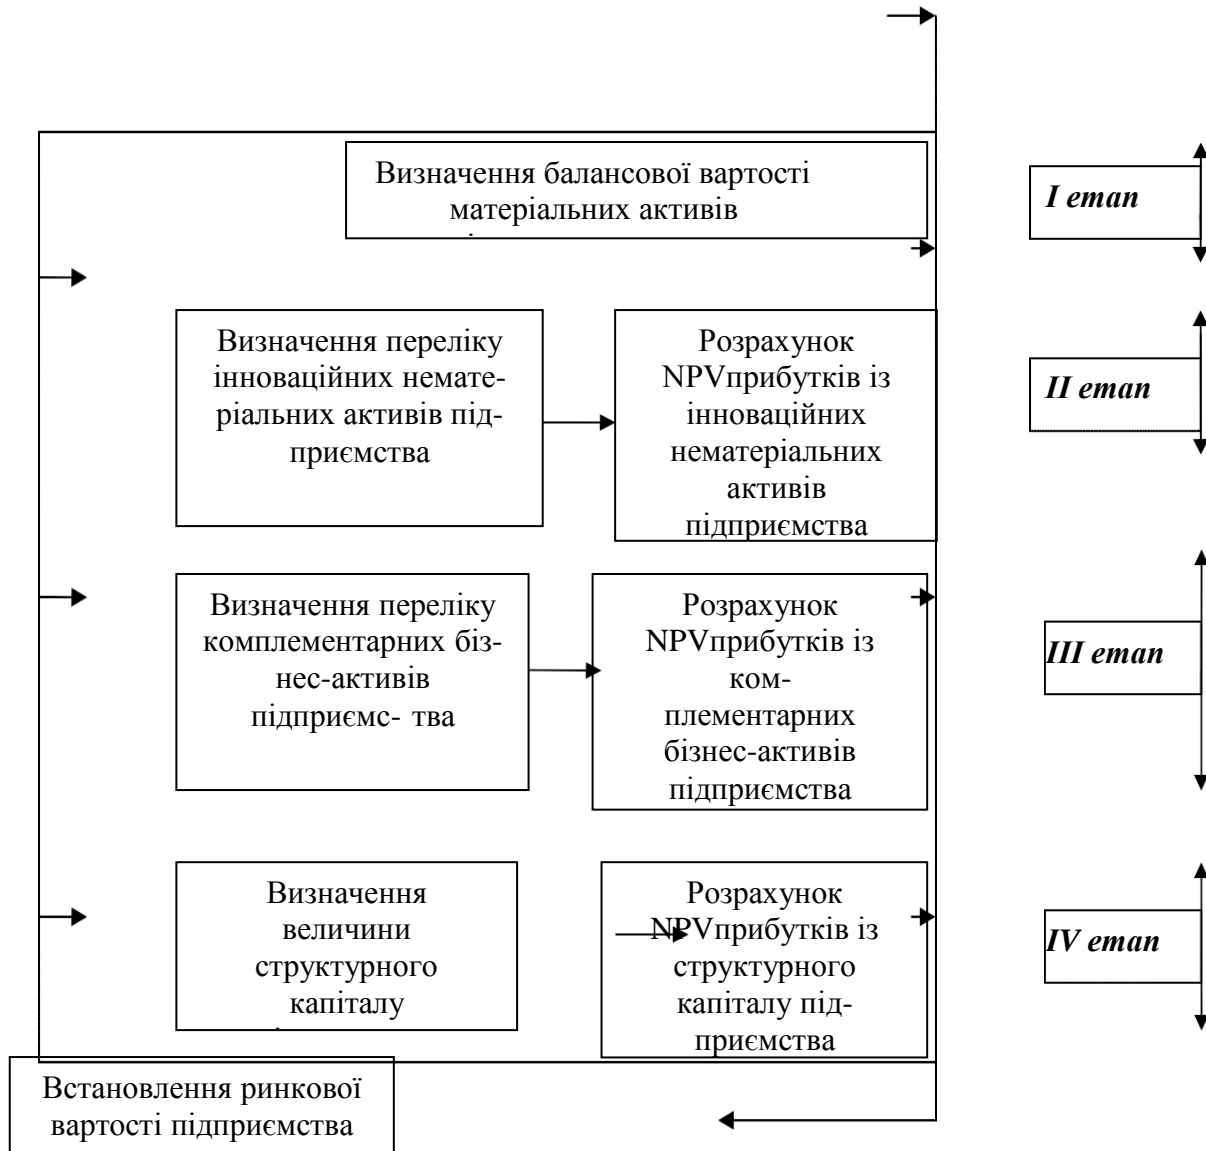 Визначення балансової вартості
матеріальних активів
I етап
Визначення переліку
інноваційних немате-
ріальних активів під-
приємства
Розрахунок
NPVприбутків із
інноваційних
нематеріальних
активів
підприємства
II етап
Визначення переліку
комплементарних біз-
нес-активів
підприємс- тва
Розрахунок
NPVприбутків із
ком-
плементарних
бізнес-активів
підприємства
III етап
Визначення
величини
структурного
капіталу
Розрахунок
NPVприбутків із
структурного
капіталу під-
приємства
IV етап
Встановлення ринкової
вартості підприємства